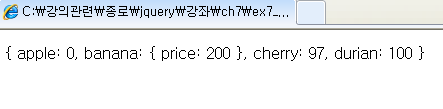 C:\강의관련\종로\jquery\강좌\ch7\ex7_...
{ apple: 0, banana: { price: 200 }, cherry: 97, durian: 100 }